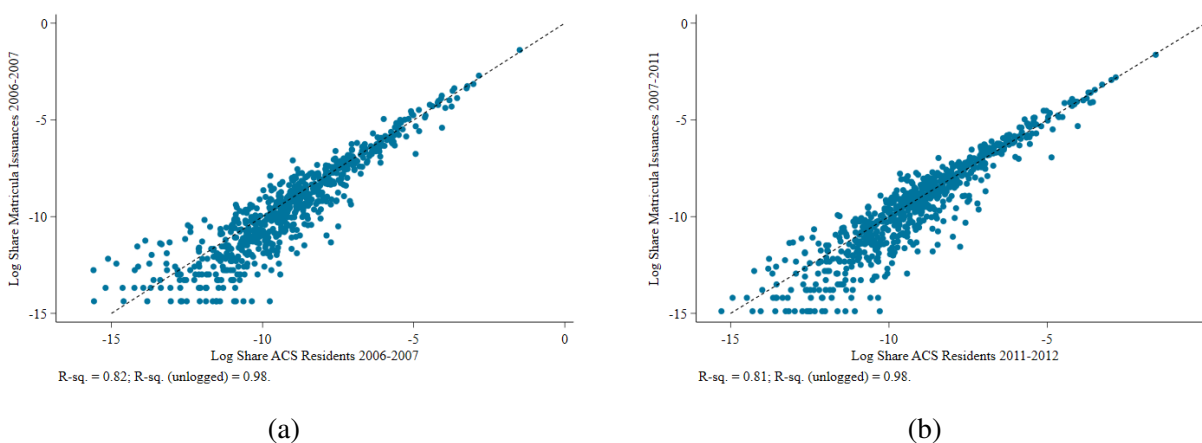 Log Share Matricula Issuances 2006-2007
0
-5
-10
-15
-15
-10
-5
0
Log Share ACS Residents 2006-2007
R-sq. = 0.82; R-sq. (unlogged) = 0.98.
(a)
Log Share Matricula Issuances 2007-2011
0
-5
-10
-15
-15
-10
-5
Log Share ACS Residents 2011-2012
R-sq. = 0.81; R-sq. (unlogged) = 0.98.
(b)